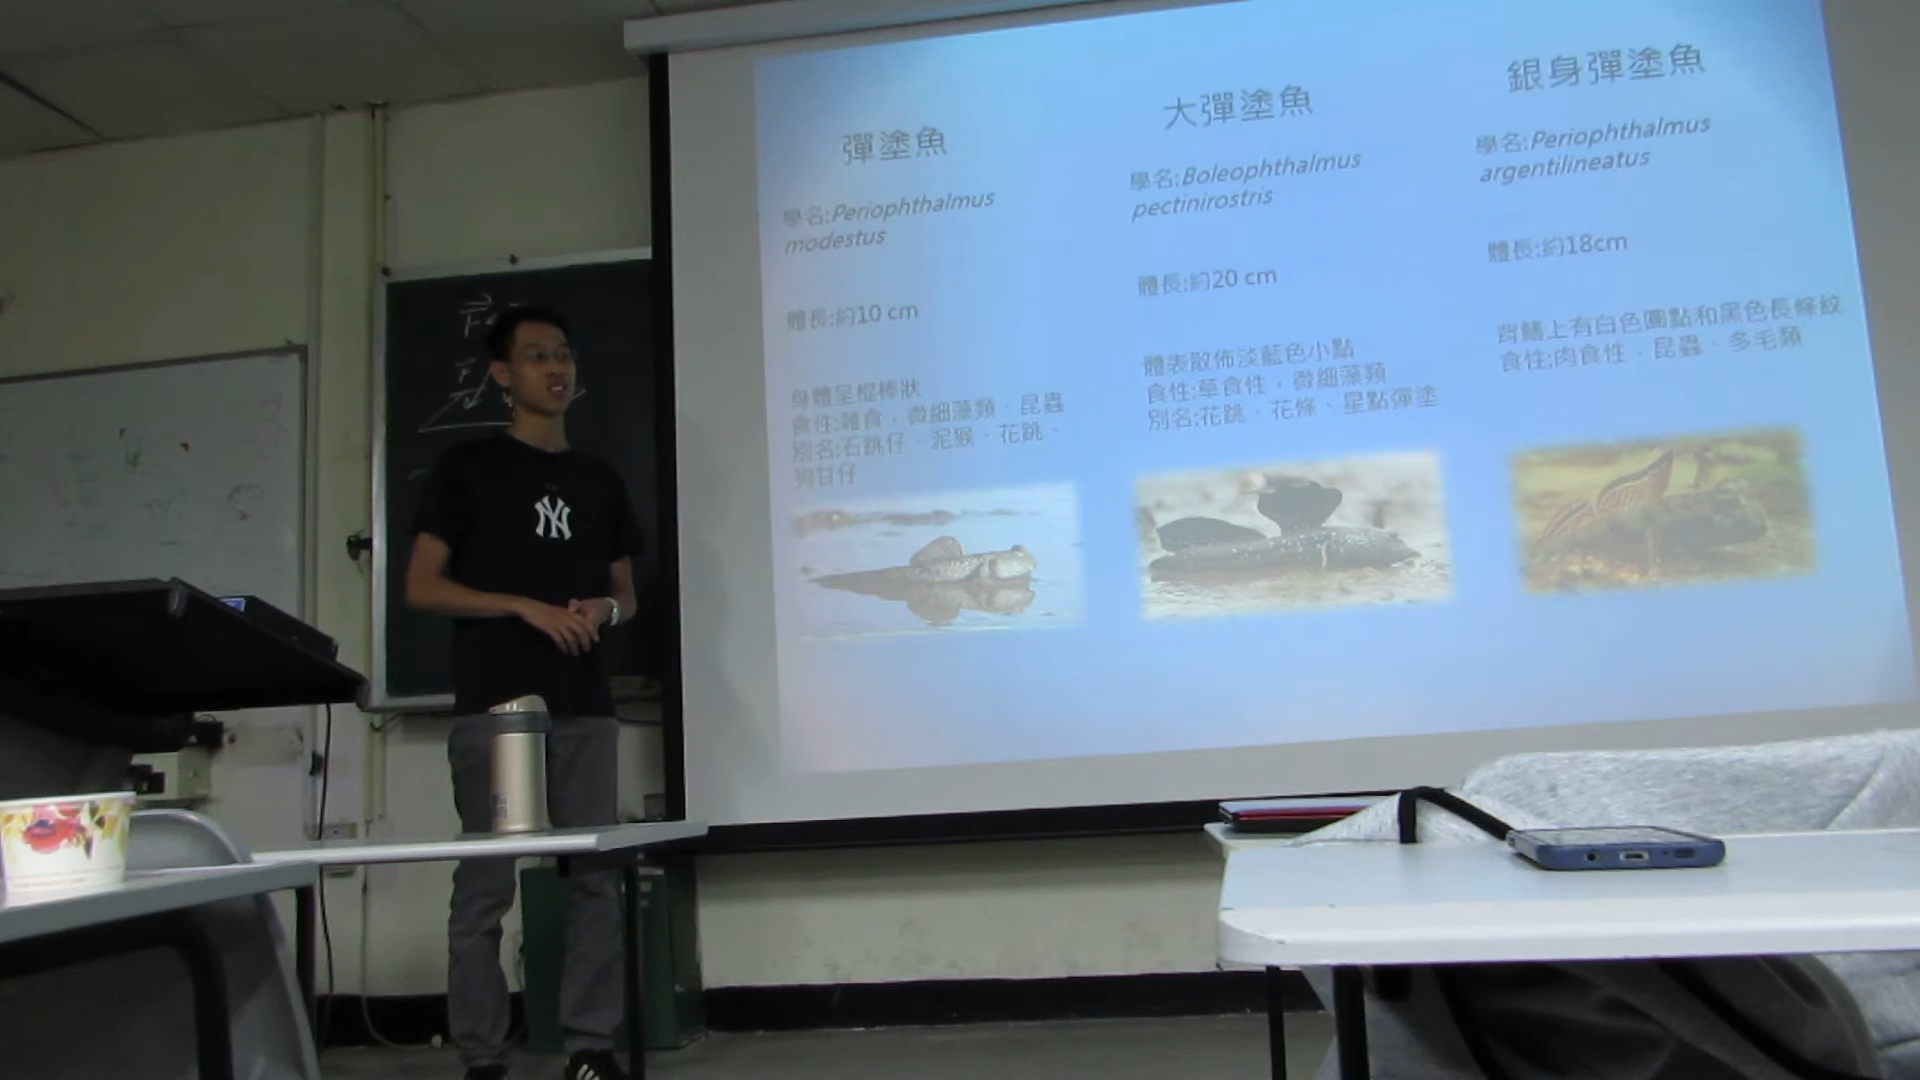 彈塗魚
學名:Periophthalmus
modestus
體長:約10 cm
身體呈棍棒狀
食性:雜食，微細藻類、昆蟲
別名:石跳仔、泥猴、花跳、
狗甘仔
大彈塗魚
學名:Boleophthalmus
pectinirostris
體長:約20 cm
體表散佈淡藍色小點
食性:草食性，微細藻類
別名:花跳、花條、星點彈塗
銀身彈塗魚
學名:Periophthalmus
argentilineatus
體長:約18cm
背鰭上有白色圓點和黑色長條紋
食性:肉食性、昆蟲、多毛類
NY